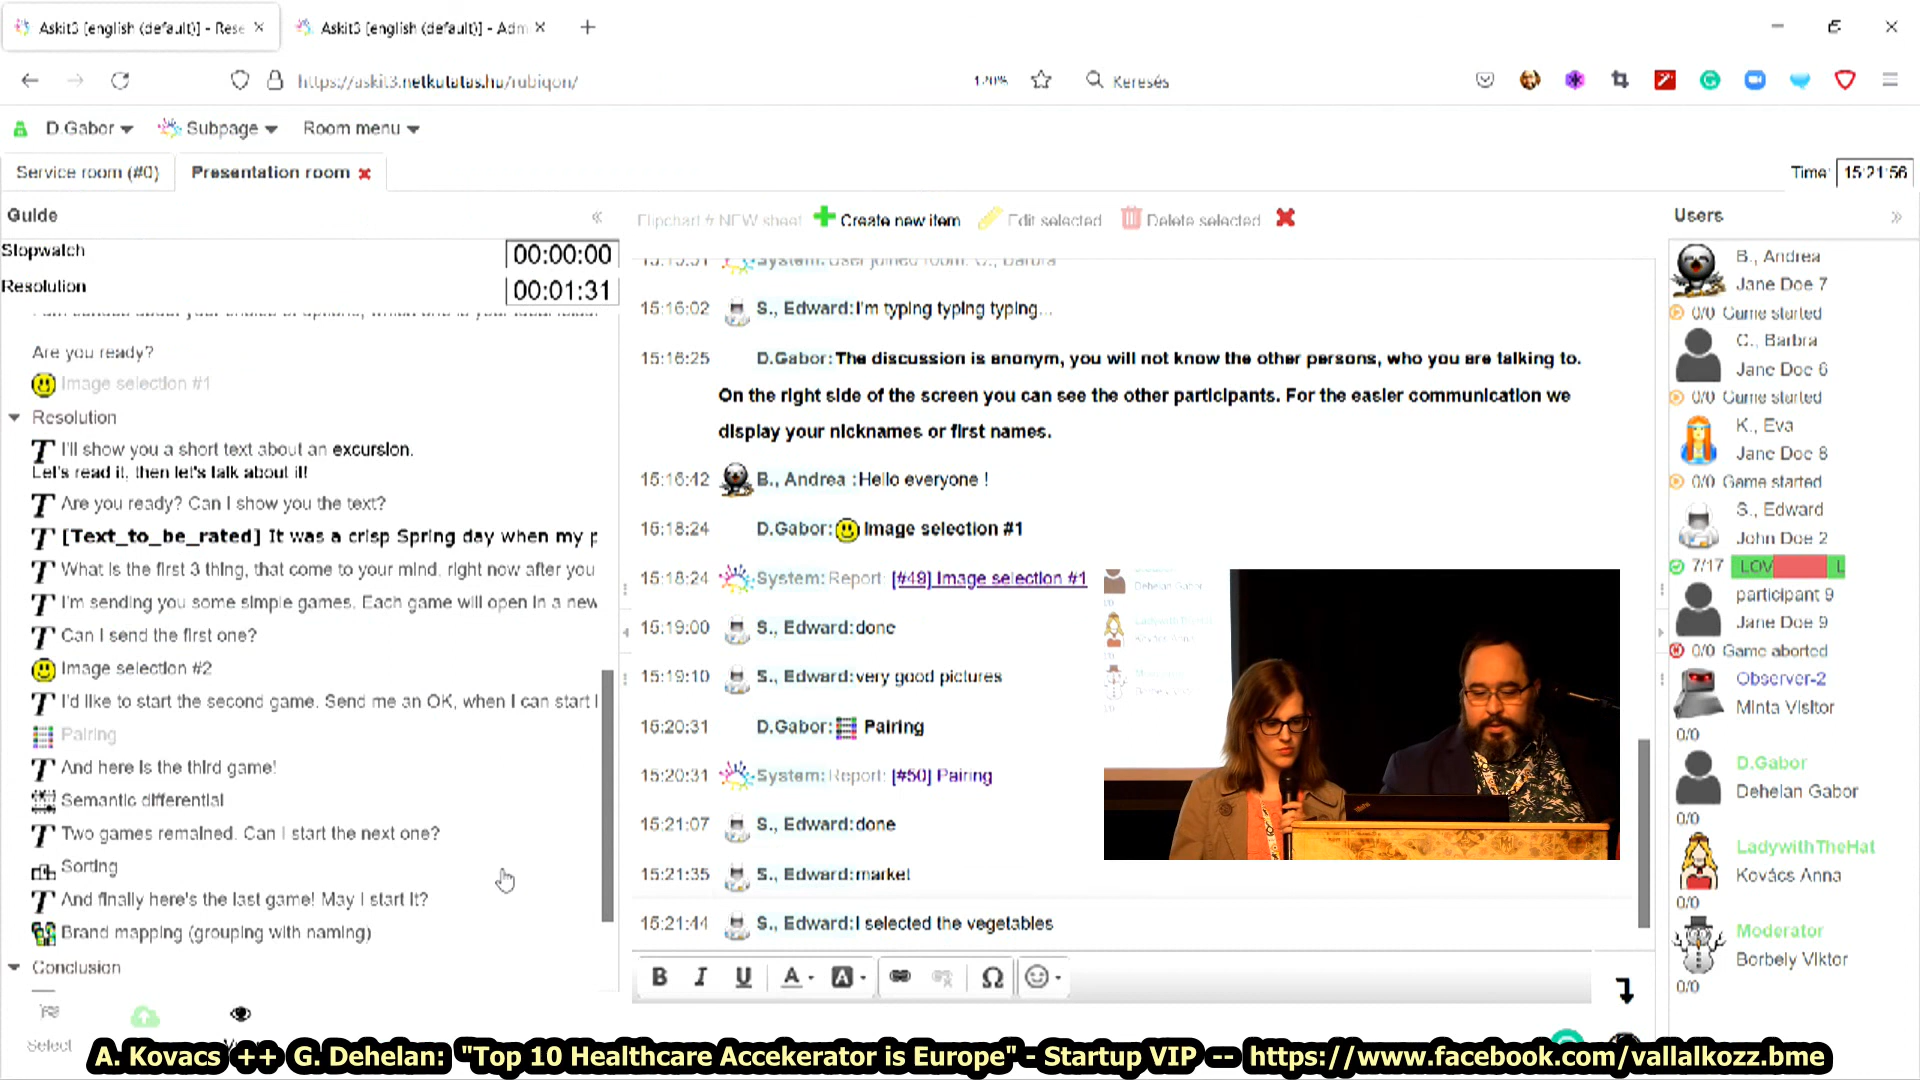 Askit3 [english (default)] - Rese
Askit3 [english (default)] - Adm
https://askit3.netkutatas.hu/rubiqon/
120%
Keresés
D.Gabor
Subpage
Room menu
Service room (#0)
Presentation room
Time:
15:21:56
Guide
Flipchart # NEW sheet
Create new item
Edit selected
Delete selected
Users
Stopwatch
00:00:00
Resolution
00:01:31
Are you ready?
Image selection #1
Resolution
I'll show you a short text about an excursion.
Let's read it, then let's talk about it!
Are you ready? Can I show you the text?
[Text_to_be_rated] It was a crisp Spring day when my
What is the first 3 thing, that come to your mind, right now after you
I'm sending you some simple games. Each game will open in a new
Can I send the first one?
Image selection #2
I'd like to start the second game. Send me an OK, when I can start
Pairing
And here is the third game!
Semantic differential
Two games remained. Can I start the next one?
Sorting
And finally here's the last game! May I start it?
Brand mapping (grouping with naming)
Conclusion
Select
System: User joined room: C., Barbra
15:16:02 S., Edward: I'm typing typing typing...
15:16:25 D.Gabor: The discussion is anonym, you will not know the other persons, who you are talking to.
On the right side of the screen you can see the other participants. For the easier communication we
display your nicknames or first names.
15:16:42 B., Andrea :Hello everyone !
15:18:24 D.Gabor: Image selection #1
15:18:24 System: Report: [#49] Image selection #1
15:19:00 S., Edward: done
15:19:10 S., Edward: very good pictures
15:20:31 D.Gabor: Pairing
15:20:31 System: Report: [#50] Pairing
15:21:07 S., Edward: done
15:21:35 S., Edward: market
15:21:44 S., Edward: I selected the vegetables
Dehelan Gabor
LadywithTheHat
Kovács Anna
B., Andrea
Jane Doe 7
0/0 Game started
C., Barbra
Jane Doe 6
0/0 Game started
K., Eva
Jane Doe 8
0/0 Game started
S., Edward
John Doe 2
7/17 LOV L
participant 9
Jane Doe 9
0/0 Game aborted
Observer-2
Minta Visitor
0/0
D.Gabor
Dehelan Gabor
0/0
LadywithTheHat
Kovács Anna
0/0
Moderator
Borbely Viktor
0/0
B I U A A Ω
A. Kovacs ++ G. Dehelan: "Top 10 Healthcare Accekerator is Europe" - Startup VIP -- https://www.facebook.com/vallalkozz.bme